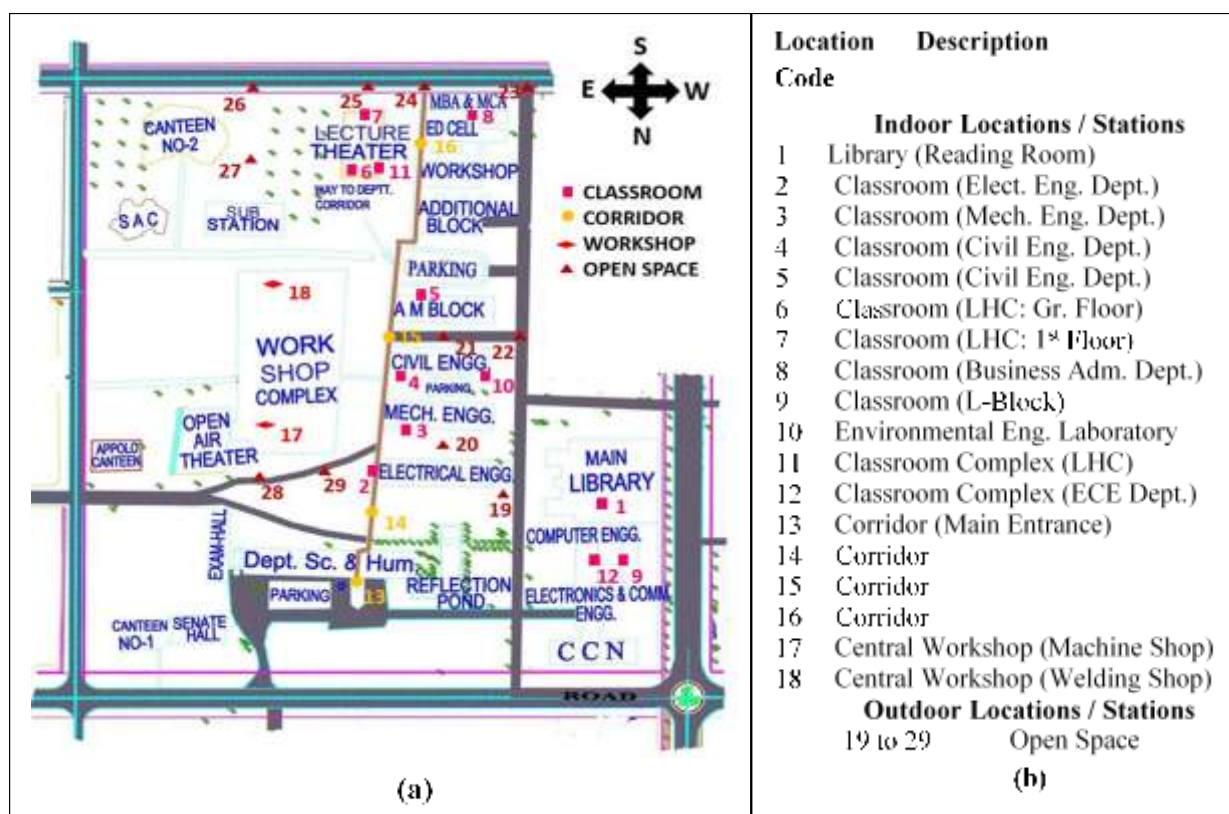 S
E W
N
26
25
24
23
MBA & MCA
7
8
CANTEEN
NO-2
LECTURE
THEATER
ED CELL
16
27
6
11
WORKSHOP
WAY TO DEPTT.
CORRIDOR
CLASSROOM
CORRIDOR
WORKSHOP
OPEN SPACE
SAC
SUB
STATION
ADDITIONAL
BLOCK
PARKING
18
5
A M BLOCK
15
21
22
WORK
SHOP
COMPLEX
CIVIL ENGG
4
PARKING
10
MECH. ENGG.
3
17
20
OPEN
AIR
THEATER
APPOLO
CANTEEN
ELECTRICAL ENGG.
MAIN
LIBRARY
28
29
2
19
1
14
EXAM-HALL
COMPUTER ENGG.
Dept. Sc. & Hum.
12
9
PARKING
13
REFLECTION
POND
ELECTRONICS & COMM.
ENGG.
CANTEEN
NO-1
SENATE
HALL
CCN
ROAD
(a)
Location Description
Code
Indoor Locations / Stations
1 Library (Reading Room)
2 Classroom (Elect. Eng. Dept.)
3 Classroom (Mech. Eng. Dept.)
4 Classroom (Civil Eng. Dept.)
5 Classroom (Civil Eng. Dept.)
6 Classroom (LHC: Gr. Floor)
7 Classroom (LHC: 1st Floor)
8 Classroom (Business Adm. Dept.)
9 Classroom (L-Block)
10 Environmental Eng. Laboratory
11 Classroom Complex (LHC)
12 Classroom Complex (ECE Dept.)
13 Corridor (Main Entrance)
14 Corridor
15 Corridor
16 Corridor
17 Central Workshop (Machine Shop)
18 Central Workshop (Welding Shop)
Outdoor Locations / Stations
19 to 29 Open Space
(b)